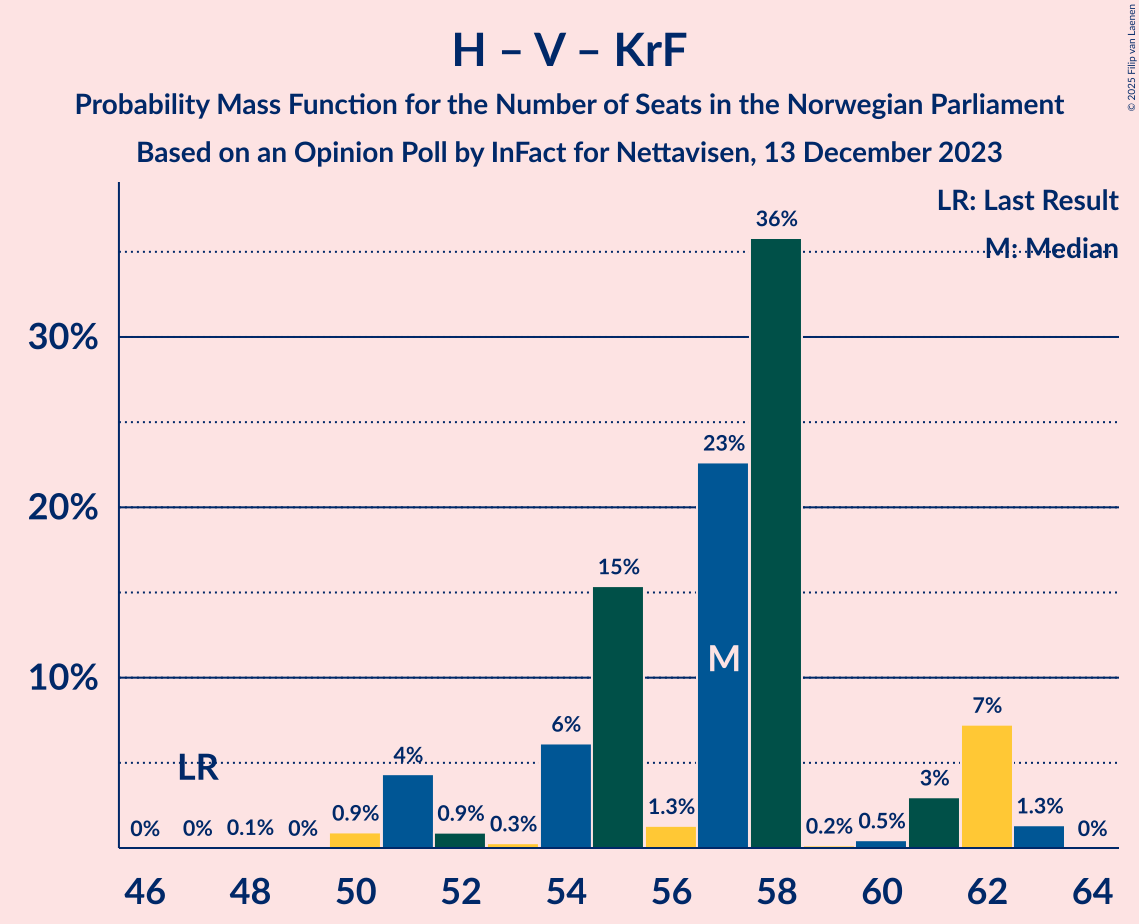 H – V – KrF
Probability Mass Function for the Number of Seats in the Norwegian Parliament
Based on an Opinion Poll by InFact for Nettavisen, 13 December 2023
© 2025 Filip van Laenen
LR: Last Result
M: Median
36%
30%
23%
20%
15%
M
10%
7%
6%
4%
3%
LR
0%
0%
0.1%
0%
0.9%
0.9%
0.3%
1.3%
0.2%
0.5%
1.3%
0%
46 48 50 52 54 56 58 60 62 64